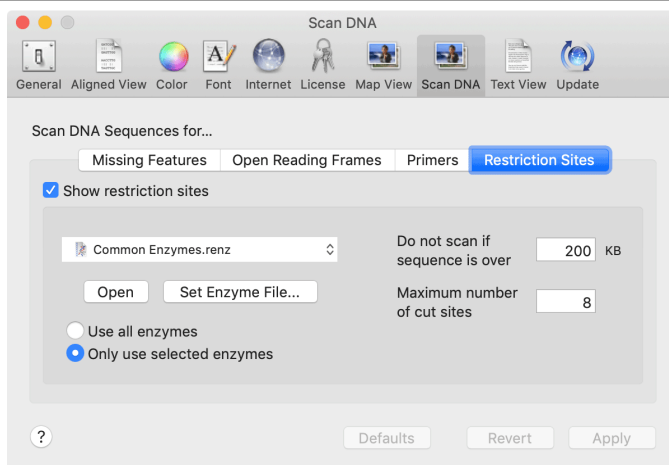 Scan DNA
General Aligned View Color Font Internet License Map View Scan DNA Text View Update
Scan DNA Sequences for...
Missing Features Open Reading Frames Primers Restriction Sites
Show restriction sites
Common Enzymes.renz
Do not scan if
sequence is over
200 KB
Open Set Enzyme File...
Maximum number
of cut sites
8
Use all enzymes
Only use selected enzymes
? Defaults Revert Apply